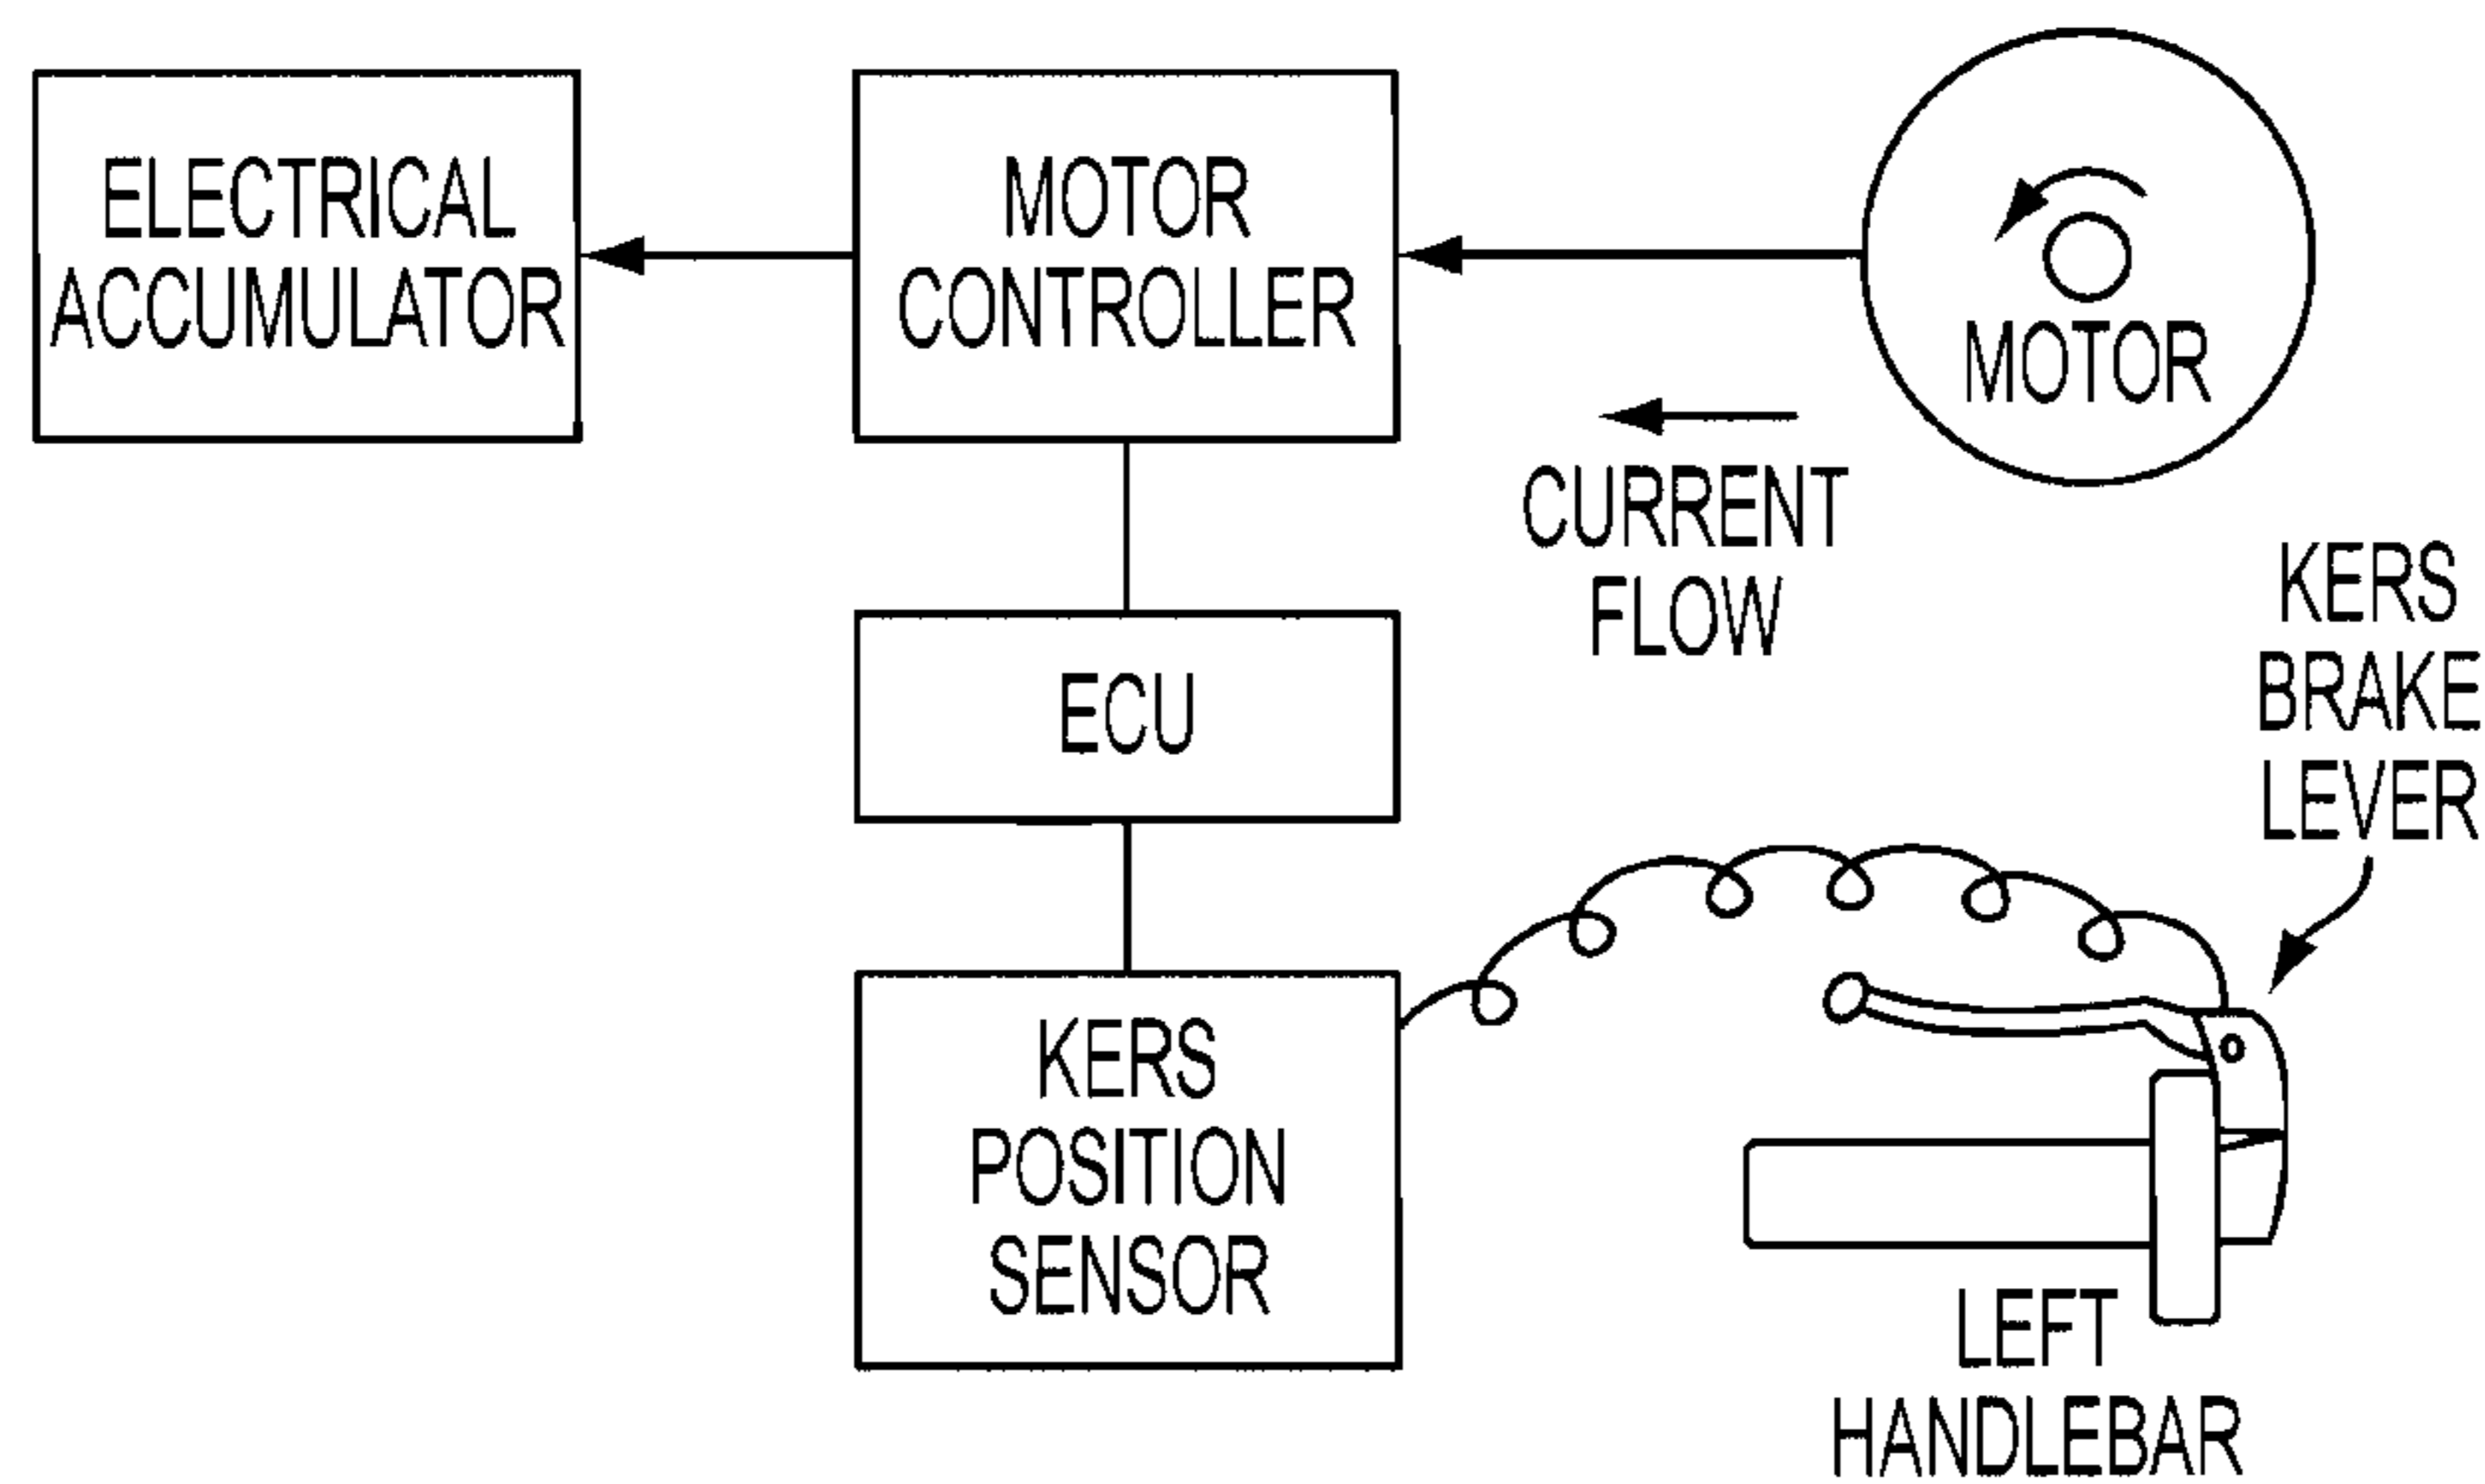 ELECTRICAL
ACCUMULATOR
MOTOR
CONTROLLER
MOTOR
CURRENT
FLOW
ECU
KERS
BRAKE
LEVER
KERS
POSITION
SENSOR
LEFT
HANDLEBAR